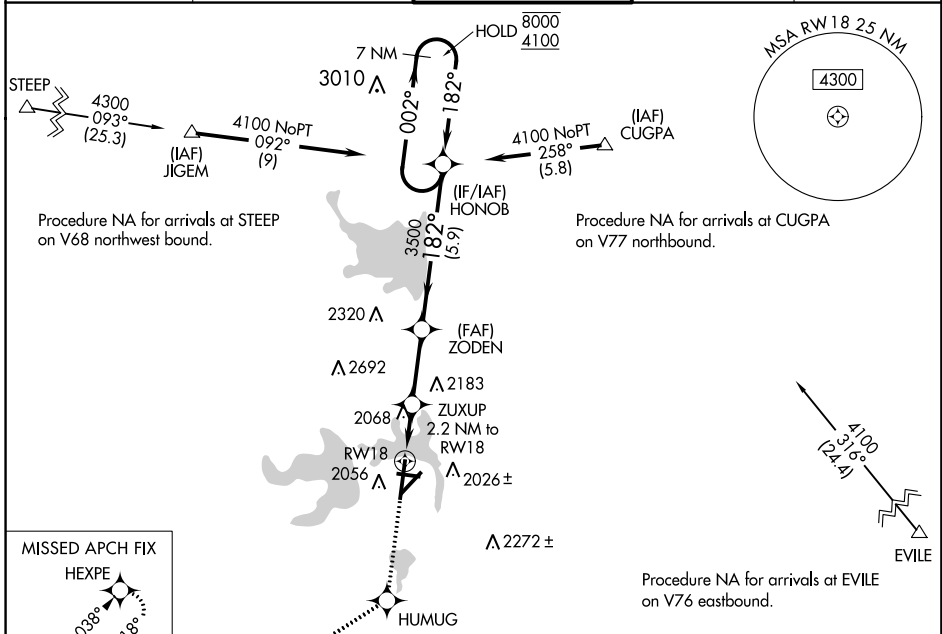 HOLD 8000
4100
7 NM
3010
002°
182°
MSA RW18 25 NM
4300
STEEP
4300
093°
(25.3)
(IAF)
JIGEM
4100 NoPT
092°
(9)
4100 NoPT
258°
(5.8)
(IAF)
CUGPA
(IF/IAF)
HONOB
Procedure NA for arrivals at STEEP
on V68 northwest bound.
Procedure NA for arrivals at CUGPA
on V77 northbound.
3500
182°
(5.9)
2320
(FAF)
ZODEN
2692
2183
2068
ZUXUP
2.2 NM to
RW18
RW18
2056
2026±
2272±
4100
316°
(24.4)
EVILE
Procedure NA for arrivals at EVILE
on V76 eastbound.
MISSED APCH FIX
HEXPE
038°
18°
HUMUG